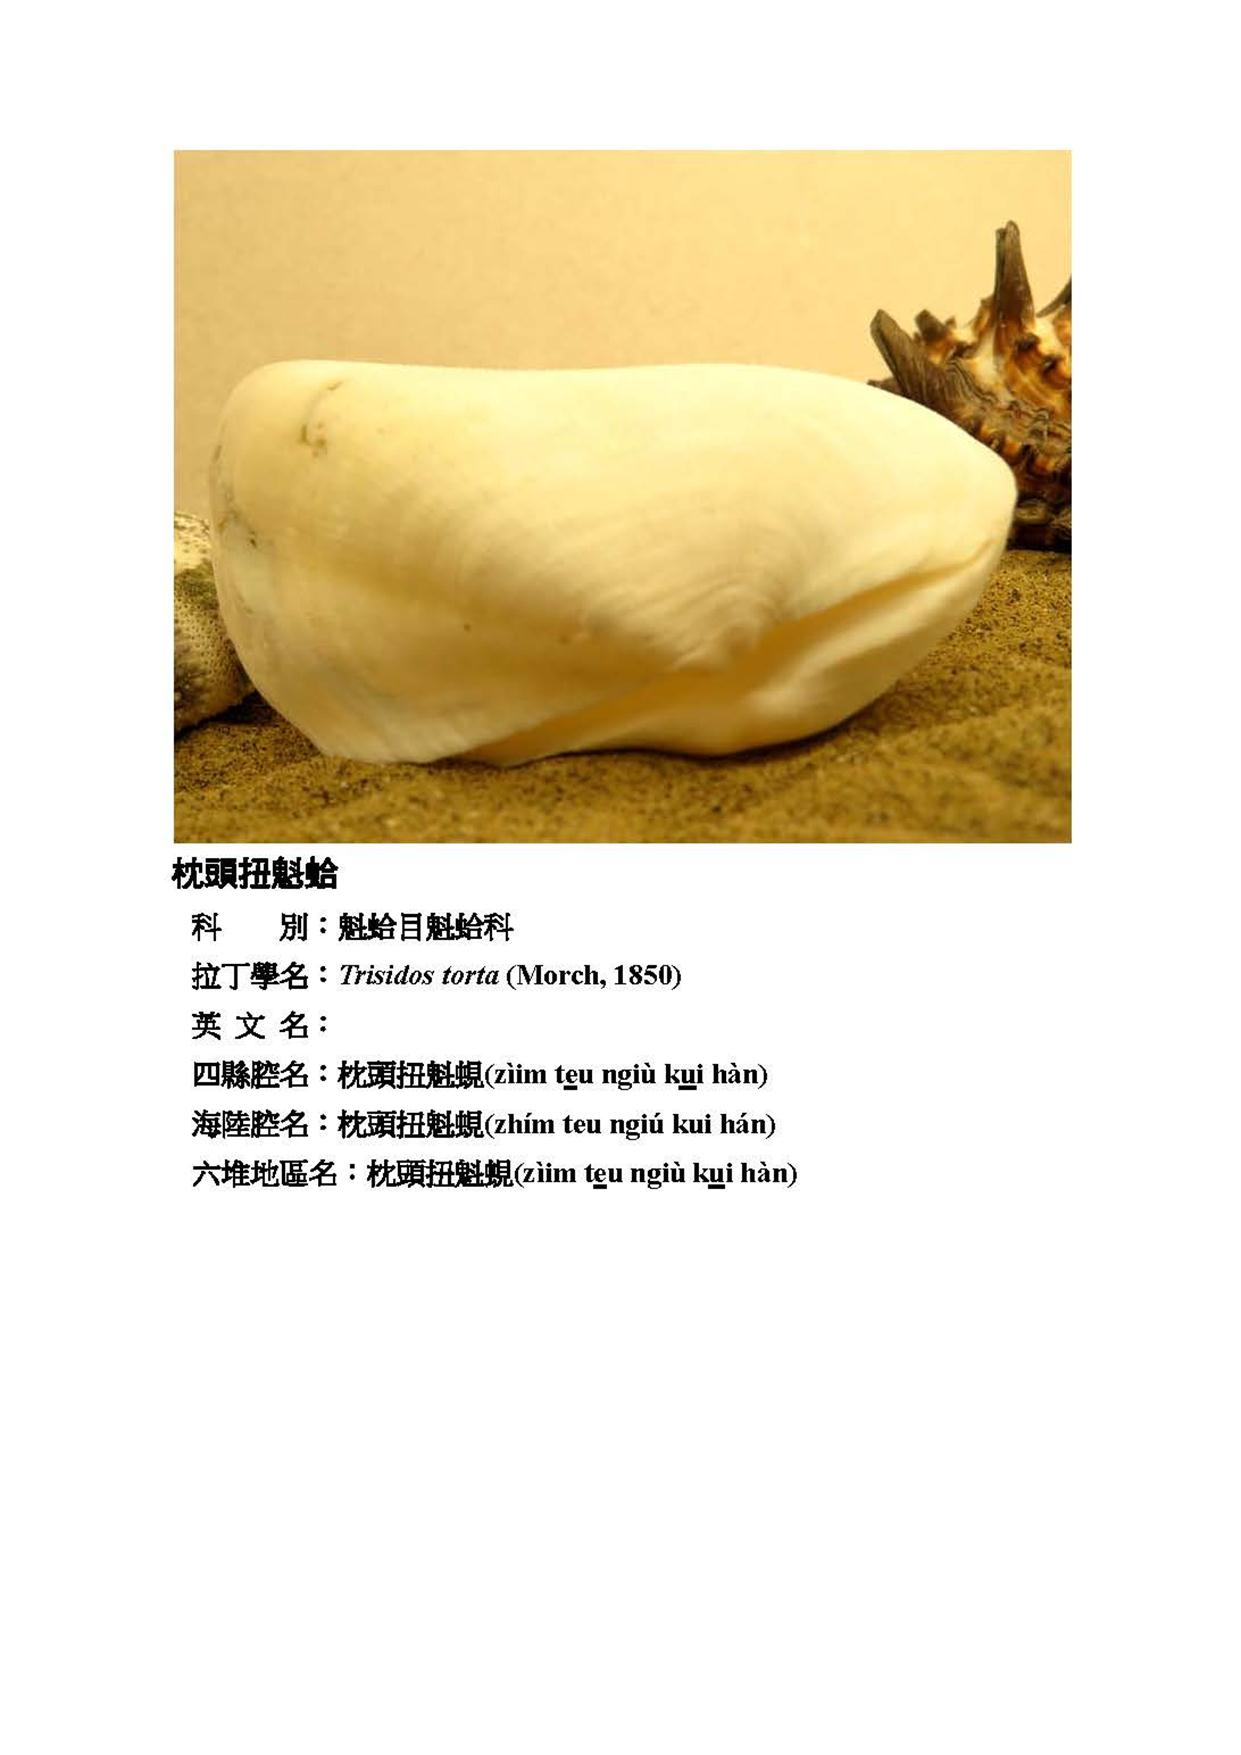 枕頭扭魁蛤
科　　別：魁蛤目魁蛤科
拉丁學名：Trisidos torta (Morch, 1850)
英 文 名：
四縣腔名：枕頭扭魁蜆(zìim te̲u ngiù ku̲i hàn)
海陸腔名：枕頭扭魁蜆(zhím teu ngiú kui hán)
六堆地區名：枕頭扭魁蜆(zìim te̲u ngiù ku̲i hàn)